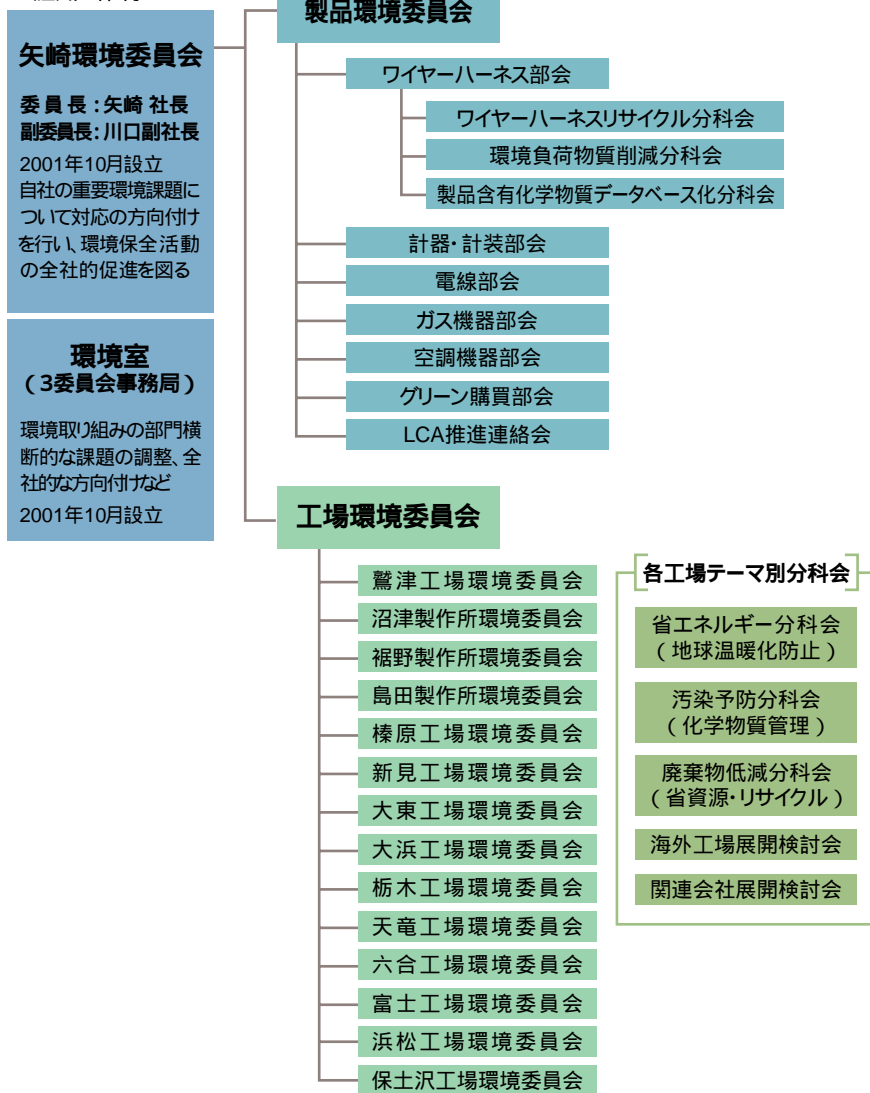 製品環境委員会
矢崎環境委員会
委員長：矢崎 社長
副委員長：川口副社長
2001年10月設立
自社の重要環境課題に
ついて対応の方向付け
を行い、環境保全活動
の全社的促進を図る
環境室
（3委員会事務局）
環境取り組みの部門横
断的な課題の調整、全
社的な方向付けなど
2001年10月設立
ワイヤーハーネス部会
ワイヤーハーネスリサイクル分科会
環境負荷物質削減分科会
製品含有化学物質データベース化分科会
計器・計装部会
電線部会
ガス機器部会
空調機器部会
グリーン購買部会
LCA推進連絡会
工場環境委員会
鷲津工場環境委員会
沼津製作所環境委員会
裾野製作所環境委員会
島田製作所環境委員会
榛原工場環境委員会
新見工場環境委員会
大東工場環境委員会
大浜工場環境委員会
栃木工場環境委員会
天竜工場環境委員会
六合工場環境委員会
富士工場環境委員会
浜松工場環境委員会
保土沢工場環境委員会
各工場テーマ別分科会
省エネルギー分科会
（地球温暖化防止）
汚染予防分科会
（化学物質管理）
廃棄物低減分科会
（省資源・リサイクル）
海外工場展開検討会
関連会社展開検討会